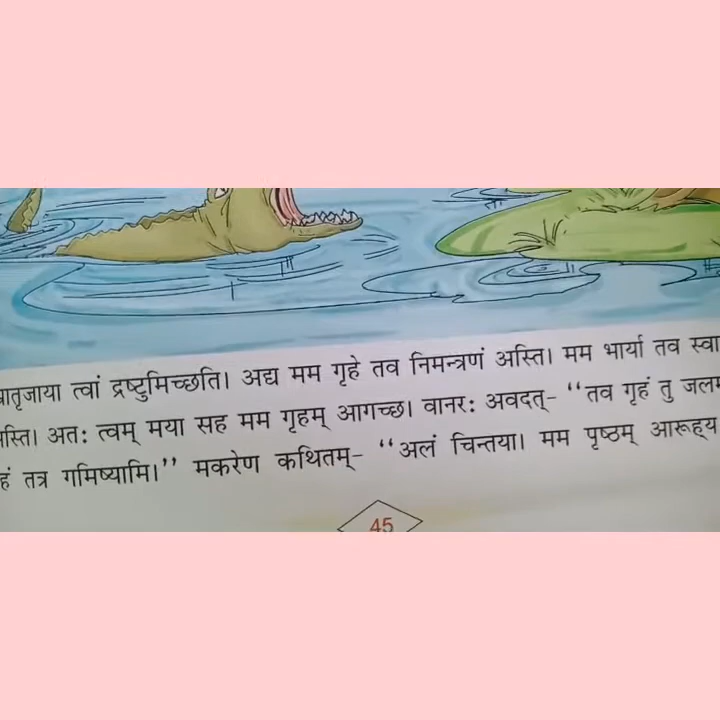 भ्रातृजाया त्वां द्रष्टुमिच्छति। अद्य मम गृहे तव निमन्त्रणं अस्ति। मम भार्या तव
अतः त्वम् मया सह मम गृहम् आगच्छ। वानरः अवदत्- “तव गृहं तु
तत्र गमिष्यामि।” मकरेण कथितम्- “अलं चिन्तया। मम पृष्ठम् आरूह्य
45